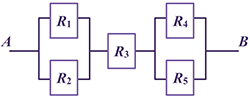 R₁ R₄
A R₃ B
R₂ R₅